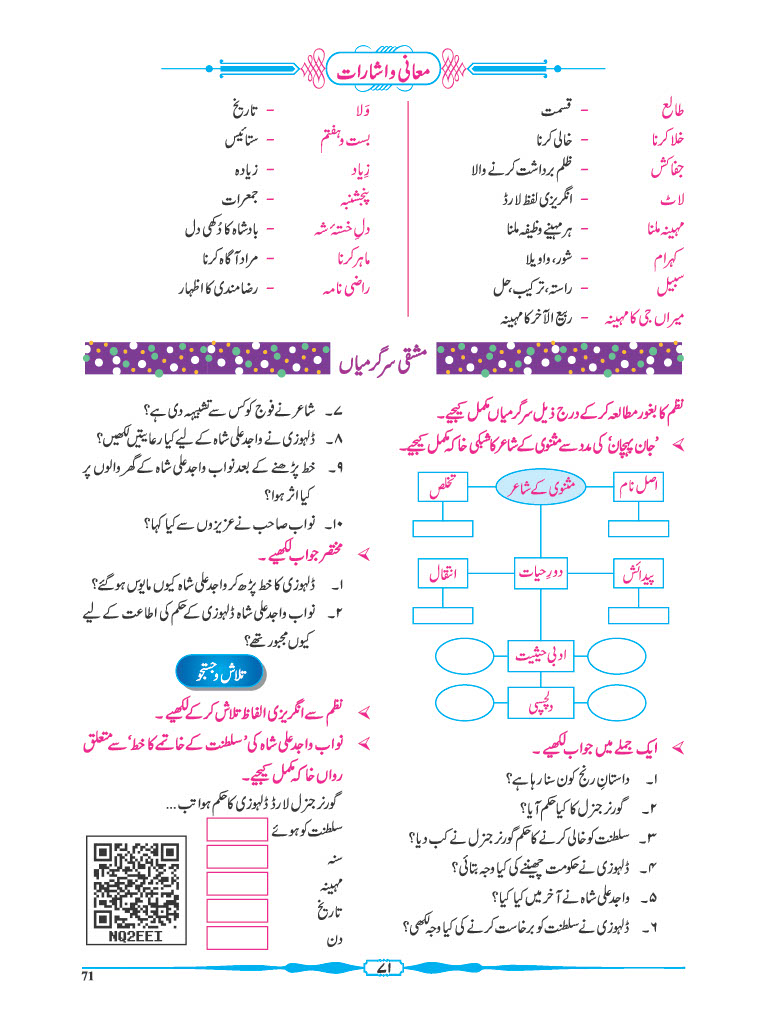 معانی و اشارات
طالع - قسمت
خلا کرنا - خالی کرنا
جفاکش - ظلم برداشت کرنے والا
لاٹ - انگریزی لفظ لارڈ
مہینہ ملنا - ہر مہینے وظیفہ ملنا
کہرام - شور، واویلا
سبیل - راستہ، ترکیب، حل
میراں جی کا مہینہ - ربیع الآخر کا مہینہ
وَلا - تاریخ
بست و ہفتم - ستائیس
زِیاد - زیادہ
پنجشنبہ - جمعرات
دلِ خستۂ شہ - بادشاہ کا دُکھی دل
ماہر کرنا - مراد آگاہ کرنا
راضی نامہ - رضامندی کا اظہار
مشقی سرگرمیاں
نظم کا بغور مطالعہ کرکے درج ذیل سرگرمیاں مکمل کیجیے۔
‘جان پہچان’ کی مدد سے مثنوی کے شاعر کا شبکی خاکہ مکمل کیجیے۔
اصل نام
مثنوی کے شاعر
تخلص
پیدائش
دورِ حیات
انتقال
ادبی حیثیت
دلچسپی
ایک جملے میں جواب لکھیے ۔
۱۔ داستانِ رنج کون سنا رہا ہے؟
۲۔ گورنر جنرل کا کیا حکم آیا؟
۳۔ سلطنت کو خالی کرنے کا حکم گورنر جنرل نے کب دیا؟
۴۔ ڈلہوزی نے حکومت چھیننے کی کیا وجہ بتائی؟
۵۔ واجد علی شاہ نے آخر میں کیا کیا؟
۶۔ ڈلہوزی نے سلطنت کو برخاست کرنے کی کیا وجہ لکھی؟
۷۔ شاعر نے فوج کو کس سے تشبیہہ دی ہے؟
۸۔ ڈلہوزی نے واجد علی شاہ کے لیے کیا رعایتیں لکھیں؟
۹۔ خط پڑھنے کے بعد نواب واجد علی شاہ کے گھر والوں پر
کیا اثر ہوا؟
۱۰۔ نواب صاحب نے عزیزوں سے کیا کہا؟
مختصر جواب لکھیے ۔
۱۔ ڈلہوزی کا خط پڑھ کر واجد علی شاہ کیوں مایوس ہو گئے؟
۲۔ نواب واجد علی شاہ ڈلہوزی کے حکم کی اطاعت کے لیے
کیوں مجبور تھے؟
تلاش و جستجو
نظم سے انگریزی الفاظ تلاش کرکے لکھیے ۔
نواب واجد علی شاہ کی ‘سلطنت کے خاتمے کا خط’ سے متعلق
رواں خاکہ مکمل کیجیے۔
گورنر جنرل لارڈ ڈلہوزی کا حکم ہوا تب ...
سلطنت کو ہوئے
سنہ
مہینہ
تاریخ
دن
NQ2EEI
۷۱
71